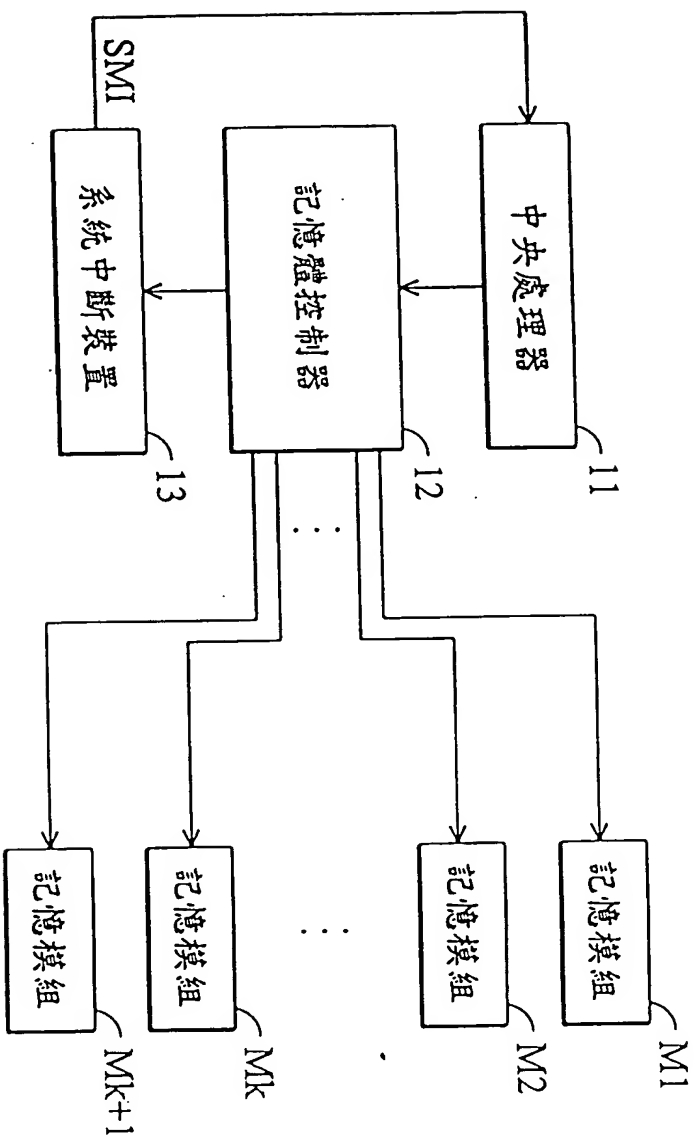 中央處理器
11
記憶體控制器
12
系統中斷裝置
13
SMI
...
記憶模組
M1
記憶模組
M2
...
記憶模組
Mk
記憶模組
Mk+1